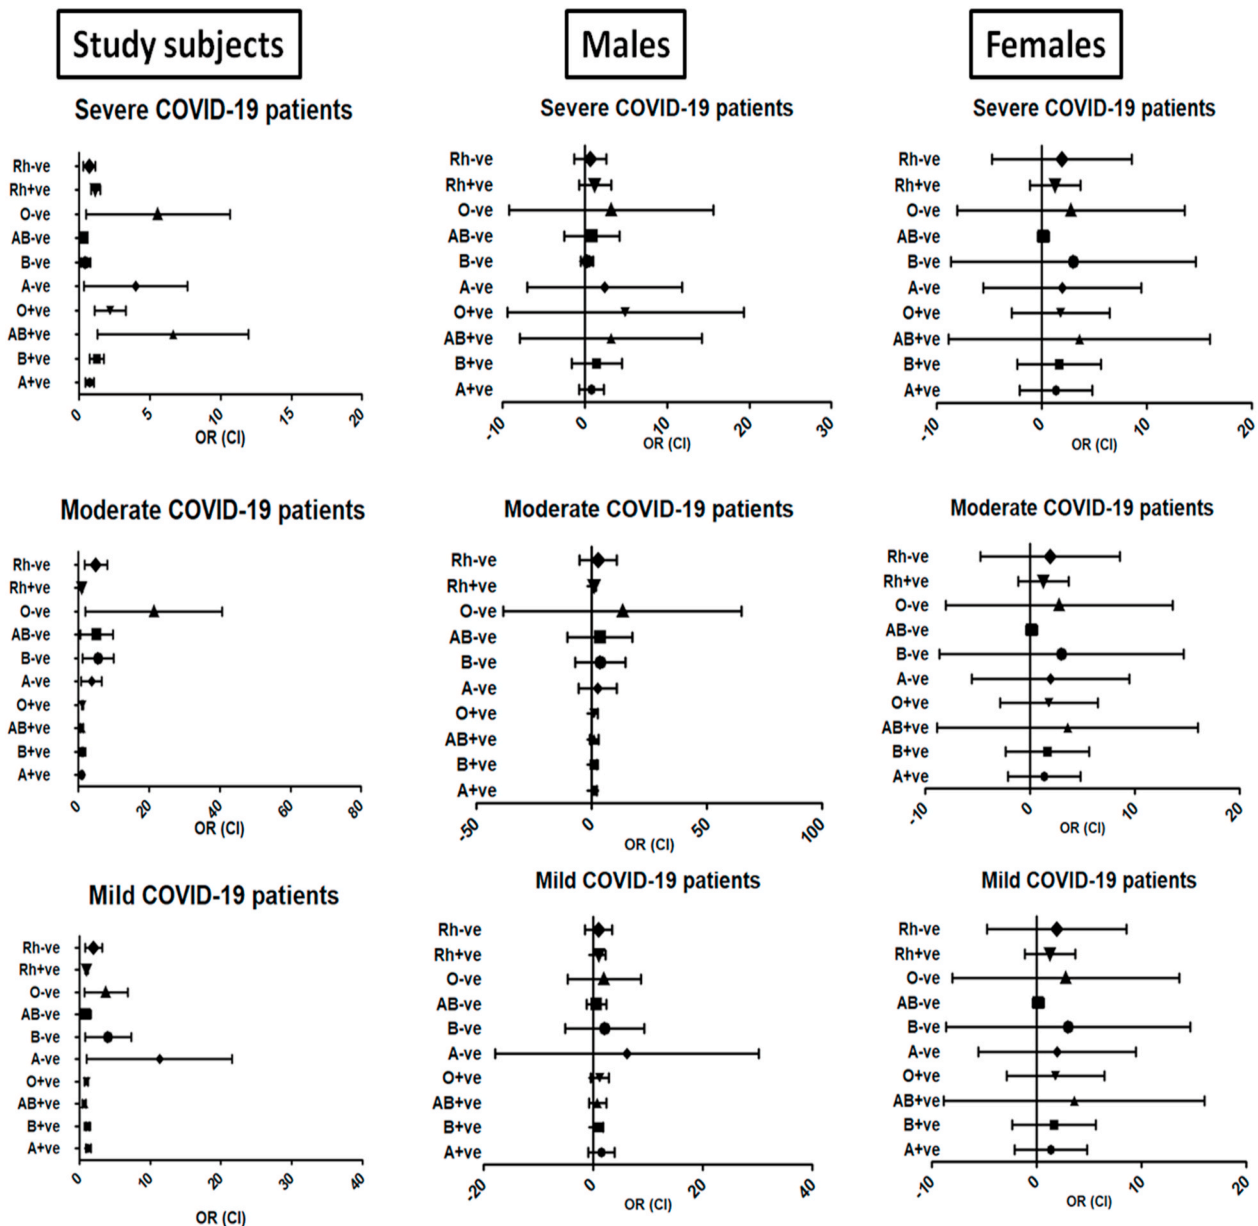 Study subjects
Males
Females
Severe COVID-19 patients
Rh-ve
Rh+ve
O-ve
AB-ve
B-ve
A-ve
O+ve
AB+ve
B+ve
A+ve
0 5 10 15 20
OR (CI)
Severe COVID-19 patients
Rh-ve
Rh+ve
O-ve
AB-ve
B-ve
A-ve
O+ve
AB+ve
B+ve
A+ve
-10 0 10 20 30
OR (CI)
Severe COVID-19 patients
Rh-ve
Rh+ve
O-ve
AB-ve
B-ve
A-ve
O+ve
AB+ve
B+ve
A+ve
-10 0 10 20
OR (CI)
Moderate COVID-19 patients
Rh-ve
Rh+ve
O-ve
AB-ve
B-ve
A-ve
O+ve
AB+ve
B+ve
A+ve
0 20 40 60 80
OR (CI)
Moderate COVID-19 patients
Rh-ve
Rh+ve
O-ve
AB-ve
B-ve
A-ve
O+ve
AB+ve
B+ve
A+ve
-50 0 50 100
OR (CI)
Moderate COVID-19 patients
Rh-ve
Rh+ve
O-ve
AB-ve
B-ve
A-ve
O+ve
AB+ve
B+ve
A+ve
-10 0 10 20
OR (CI)
Mild COVID-19 patients
Rh-ve
Rh+ve
O-ve
AB-ve
B-ve
A-ve
O+ve
AB+ve
B+ve
A+ve
0 10 20 30 40
OR (CI)
Mild COVID-19 patients
Rh-ve
Rh+ve
O-ve
AB-ve
B-ve
A-ve
O+ve
AB+ve
B+ve
A+ve
-20 0 20 40
OR (CI)
Mild COVID-19 patients
Rh-ve
Rh+ve
O-ve
AB-ve
B-ve
A-ve
O+ve
AB+ve
B+ve
A+ve
-10 0 10 20
OR (CI)